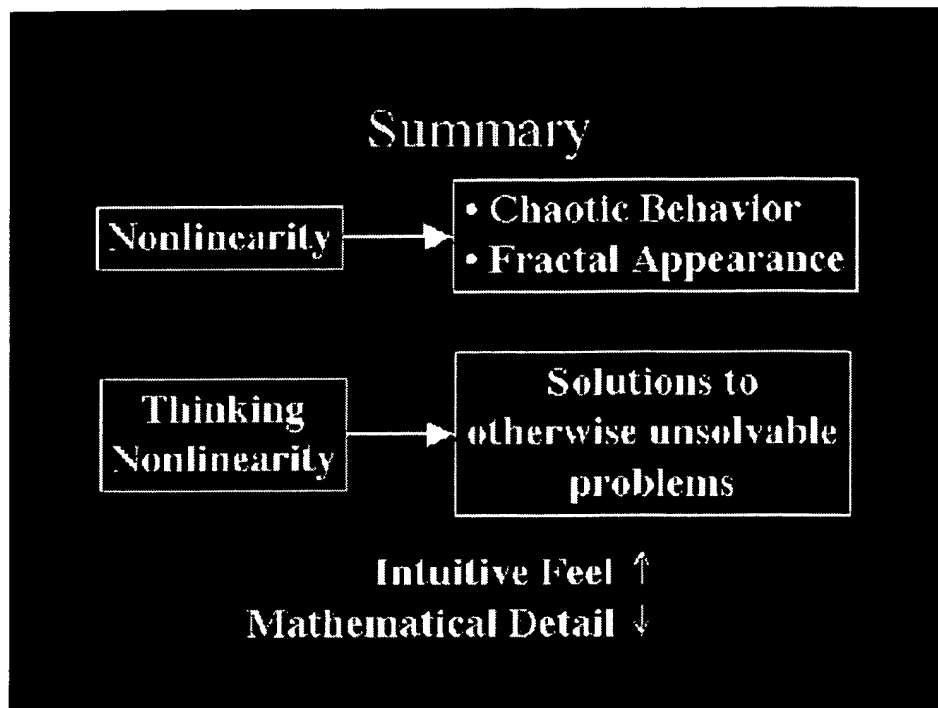 Summary
Nonlinearity
• Chaotic Behavior
• Fractal Appearance
Thinking
Nonlinearity
Solutions to
otherwise unsolvable
problems
Intuitive Feel ↑
Mathematical Detail ↓